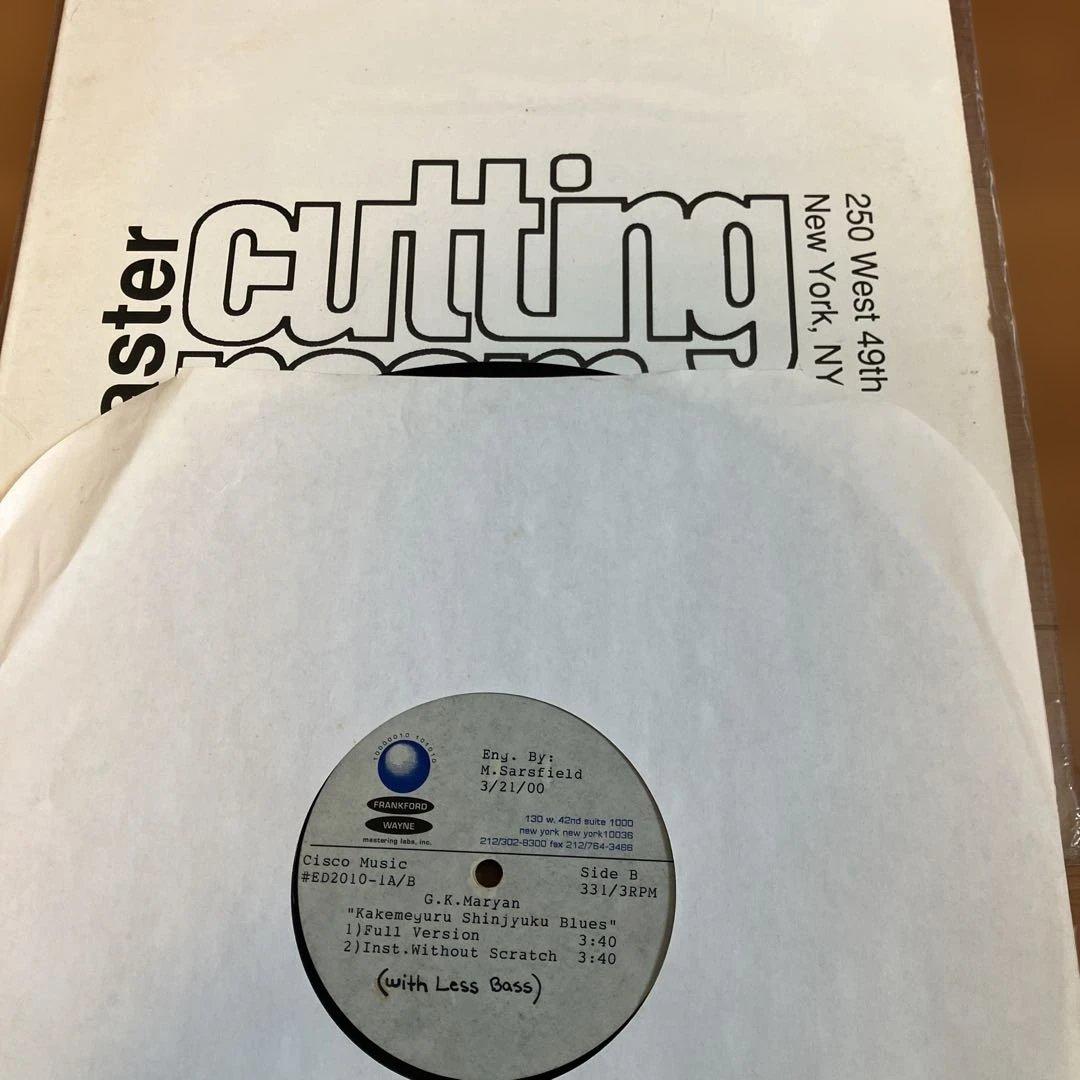 aster
cutting
250 West 49th
New York, NY
10000010 101010
FRANKFORD
WAYNE
mastering labs, inc.
Eng. By:
M.Sarsfield
3/21/00
130 w. 42nd suite 1000
new york new york10036
212/302-8300 fax 212/764-3466
Cisco Music
#ED2010-1A/B
Side B
331/3RPM
G.K.Maryan
"Kakemeguru Shinjyuku Blues"
1)Full Version 3:40
2)Inst.Without Scratch 3:40
(with Less Bass)